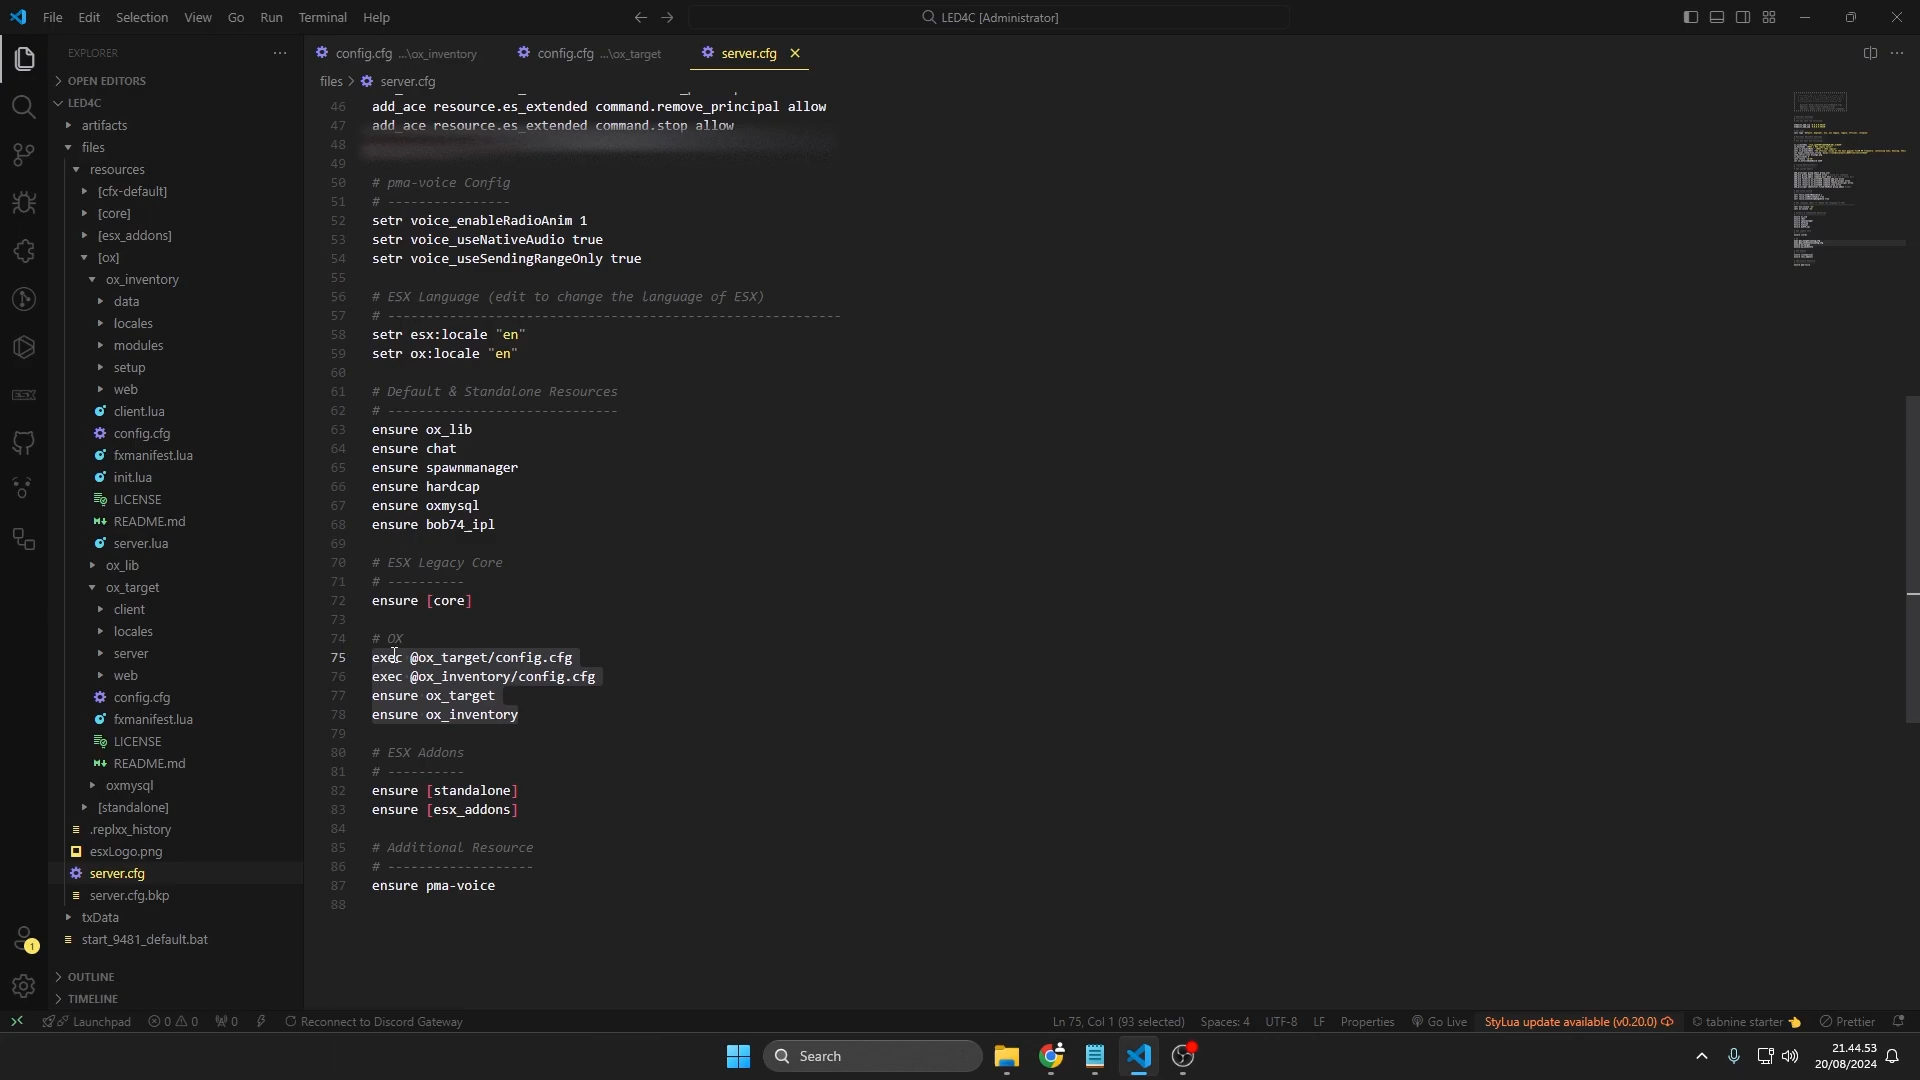 File Edit Selection View Go Run Terminal Help
LED4C [Administrator]
EXPLORER
OPEN EDITORS
LED4C
artifacts
files
resources
[cfx-default]
[core]
[esx_addons]
[ox]
ox_inventory
data
locales
modules
setup
web
client.lua
config.cfg
fxmanifest.lua
init.lua
LICENSE
README.md
server.lua
ox_lib
ox_target
client
locales
server
web
config.cfg
fxmanifest.lua
LICENSE
README.md
oxmysql
[standalone]
.replxx_history
esxLogo.png
server.cfg
server.cfg.bkp
txData
start_9481_default.bat
OUTLINE
TIMELINE
ESX
1
config.cfg ...\ox_inventory config.cfg ...\ox_target server.cfg
files > server.cfg
46 add_ace resource.es_extended command.remove_principal allow
47 add_ace resource.es_extended command.stop allow
48
49
50 # pma-voice Config
51 # ----------------
52 setr voice_enableRadioAnim 1
53 setr voice_useNativeAudio true
54 setr voice_useSendingRangeOnly true
55
56 # ESX Language (edit to change the language of ESX)
57 # -----------------------------------------------------------
58 setr esx:locale "en"
59 setr ox:locale "en"
60
61 # Default & Standalone Resources
62 # ------------------------------
63 ensure ox_lib
64 ensure chat
65 ensure spawnmanager
66 ensure hardcap
67 ensure oxmysql
68 ensure bob74_ipl
69
70 # ESX Legacy Core
71 # ----------
72 ensure [core]
73
74 # OX
75 exec @ox_target/config.cfg
76 exec @ox_inventory/config.cfg
77 ensure ox_target
78 ensure ox_inventory
79
80 # ESX Addons
81 # ----------
82 ensure [standalone]
83 ensure [esx_addons]
84
85 # Additional Resource
86 # -------------------
87 ensure pma-voice
88
Launchpad 0 0 0 Reconnect to Discord Gateway Ln 75, Col 1 (93 selected) Spaces: 4 UTF-8 LF Properties Go Live StyLua update available (v0.20.0) tabnine starter Prettier
Search
21.44.53
20/08/2024